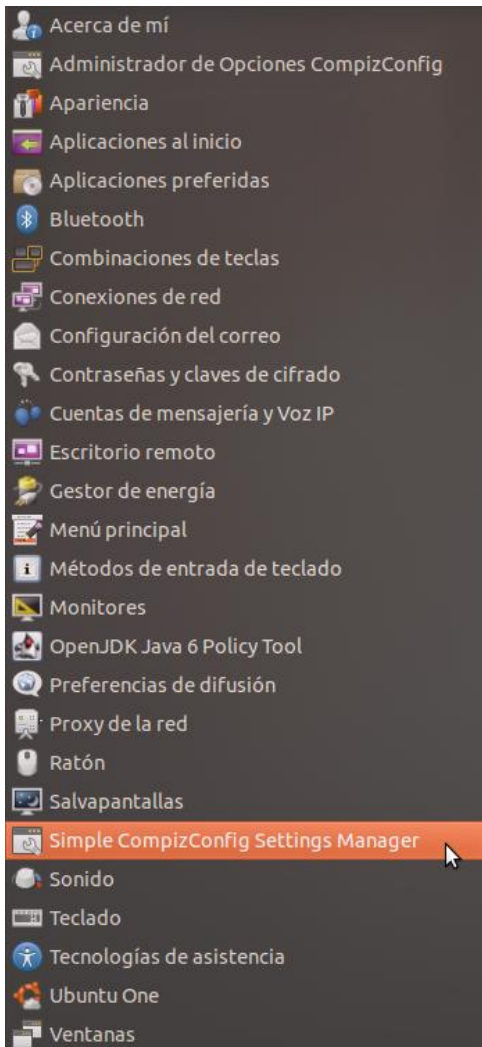 Acerca de mí
Administrador de Opciones CompizConfig
Apariencia
Aplicaciones al inicio
Aplicaciones preferidas
Bluetooth
Combinaciones de teclas
Conexiones de red
Configuración del correo
Contraseñas y claves de cifrado
Cuentas de mensajería y Voz IP
Escritorio remoto
Gestor de energía
Menú principal
Métodos de entrada de teclado
Monitores
OpenJDK Java 6 Policy Tool
Preferencias de difusión
Proxy de la red
Ratón
Salvapantallas
Simple CompizConfig Settings Manager
Sonido
Teclado
Tecnologías de asistencia
Ubuntu One
Ventanas